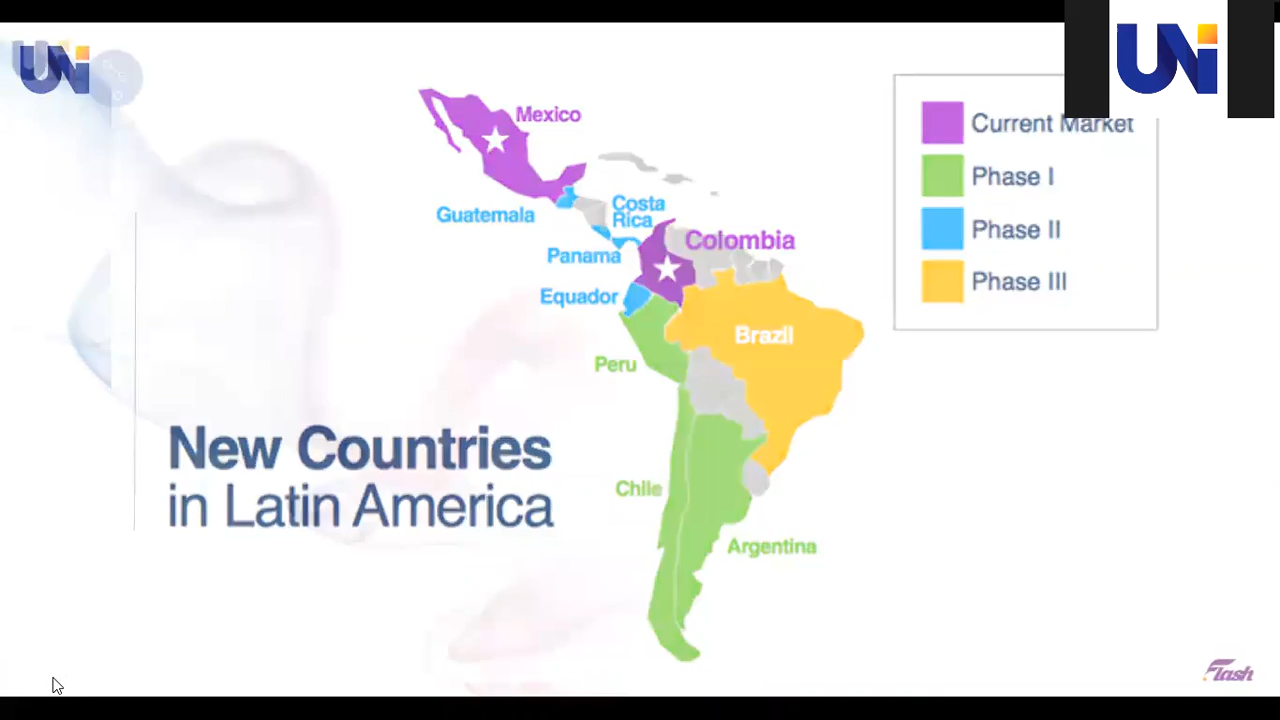 UNi
UNi
Current Market
Phase I
Phase II
Phase III
Mexico
Guatemala
Costa
Rica
Panama
Colombia
Equador
Brazil
Peru
New Countries
in Latin America
Chile
Argentina
Flash